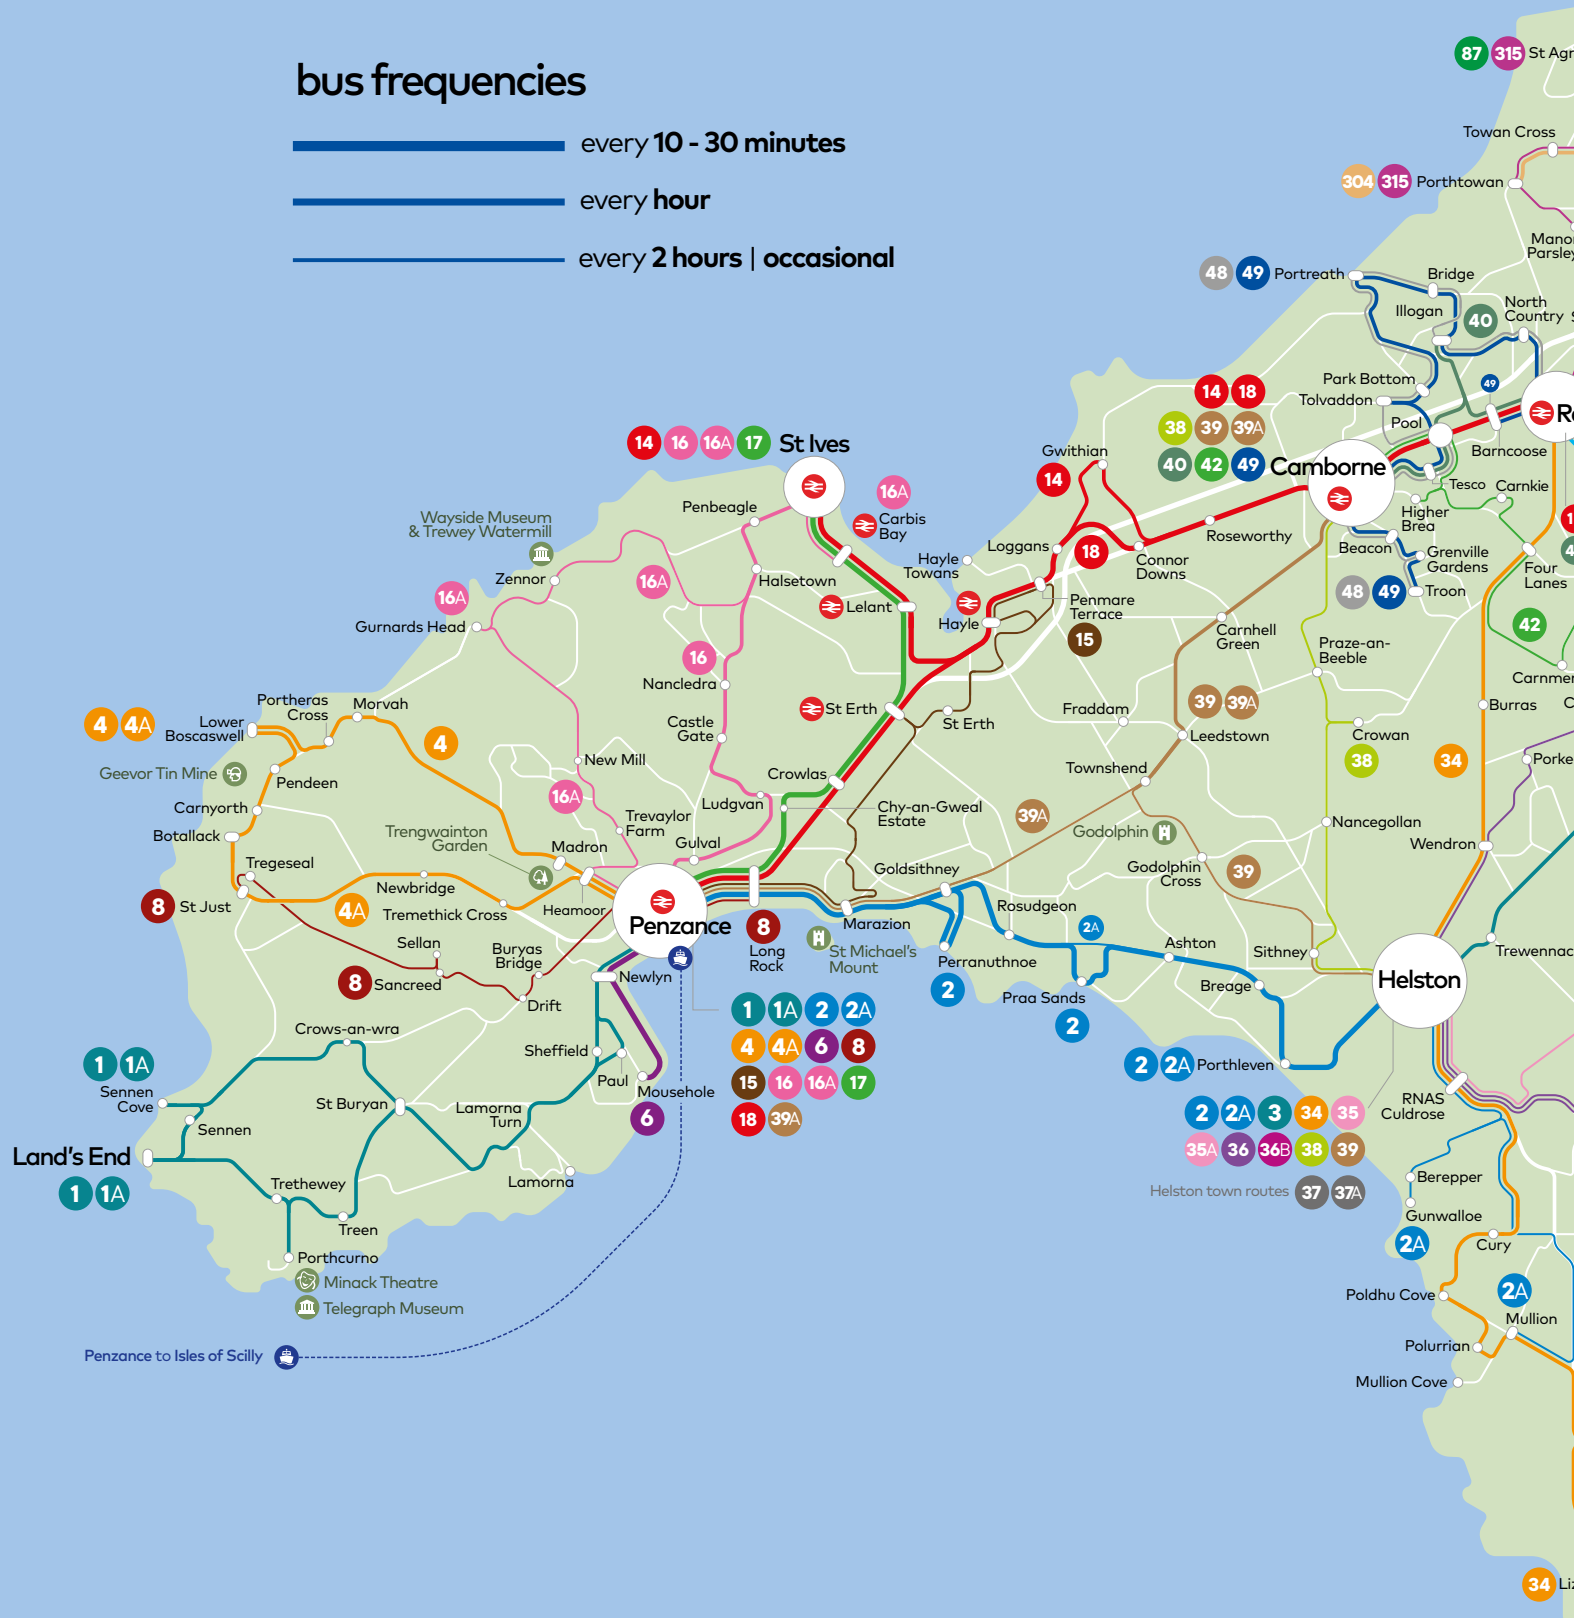 bus frequencies
every 10 - 30 minutes
every hour
every 2 hours | occasional
87 315 St Agr
Towan Cross
304 315 Porthtowan
Mano
Parsley
48 49 Portreath
Bridge
Illogan
40
North
Country
49
Park Bottom
Tolvaddon
Pool
Barncoose
14 18
38 39 39A
40 42 49
Camborne
Tesco
Carnkie
Higher
Brea
Beacon
Grenville
Gardens
Troon
48 49
Four
Lanes
42
Carnmer
Burras
34
Porke
Wendron
Trewennac
14 16 16A 17
St Ives
16A
Carbis
Bay
Penbeagle
Halsetown
Lelant
Wayside Museum
& Trewey Watermill
Zennor
16A
Gurnards Head
16A
16
Nancledra
Castle
Gate
Ludgvan
Gulval
New Mill
16A
Trevaylor
Farm
Gwithian
14
Loggans
18
Connor
Downs
Roseworthy
Hayle
Towans
Hayle
Penmare
Terrace
15
St Erth
St Erth
Crowlas
Chy-an-Gweal
Estate
Carnhell
Green
Praze-an-
Beeble
39 39A
Fraddam
Leedstown
Crowan
38
Townshend
39A
Godolphin
Nancegollan
Godolphin
Cross
39
Sithney
Portheras
Cross
Morvah
4 4A
Lower
Boscaswell
4
Geevor Tin Mine
Pendeen
Carnyorth
Botallack
Trengwainton
Garden
Madron
Tregeseal
8 St Just
Newbridge
4A
Tremethick Cross
Heamoor
Penzance
Sellan
8 Sancreed
Buryas
Bridge
Drift
Newlyn
8
Long
Rock
St Michael's
Mount
Marazion
Goldsithney
Perranuthnoe
2
Rosudgeon
2A
Praa Sands
2
Ashton
Breage
2 2A Porthleven
Helston
1 1A 2 2A
4 4A 6 8
15 16 16A 17
18 39A
Crows-an-wra
1 1A
Sennen
Cove
Sennen
St Buryan
Lamorna
Turn
Sheffield
Paul
Mousehole
6
Lamorna
Land's End
1 1A
Trethewey
Treen
Porthcurno
Minack Theatre
Telegraph Museum
Penzance to Isles of Scilly
2 2A 3 34 35
35A 36 36B 38 39
Helston town routes 37 37A
RNAS
Culdrose
Berepper
Gunwalloe
2A
Cury
Poldhu Cove
2A
Mullion
Polurrian
Mullion Cove
34 Liz